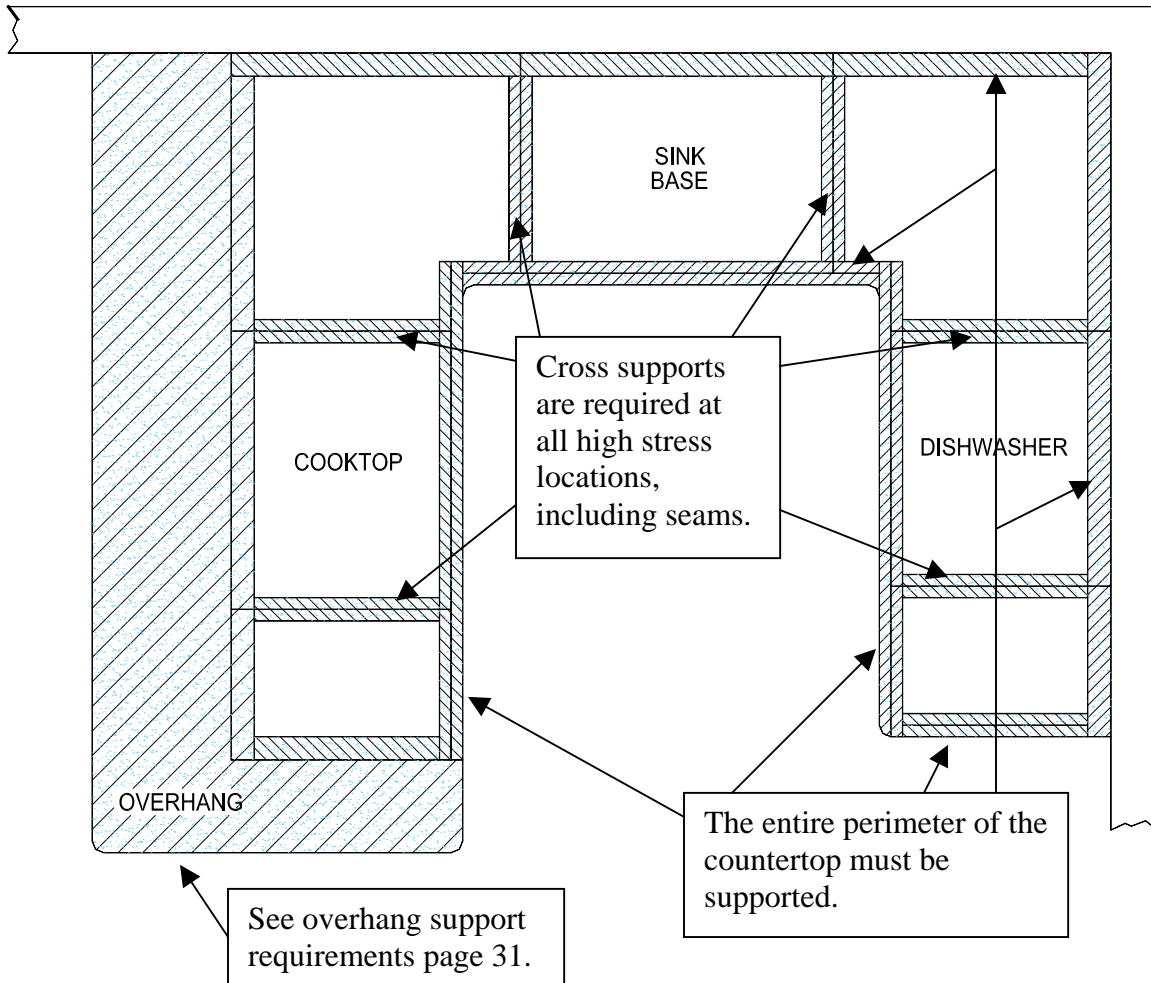 SINK
BASE
Cross supports
are required at
all high stress
locations,
including seams.
COOKTOP
DISHWASHER
OVERHANG
The entire perimeter of the
countertop must be
supported.
See overhang support
requirements page 31.